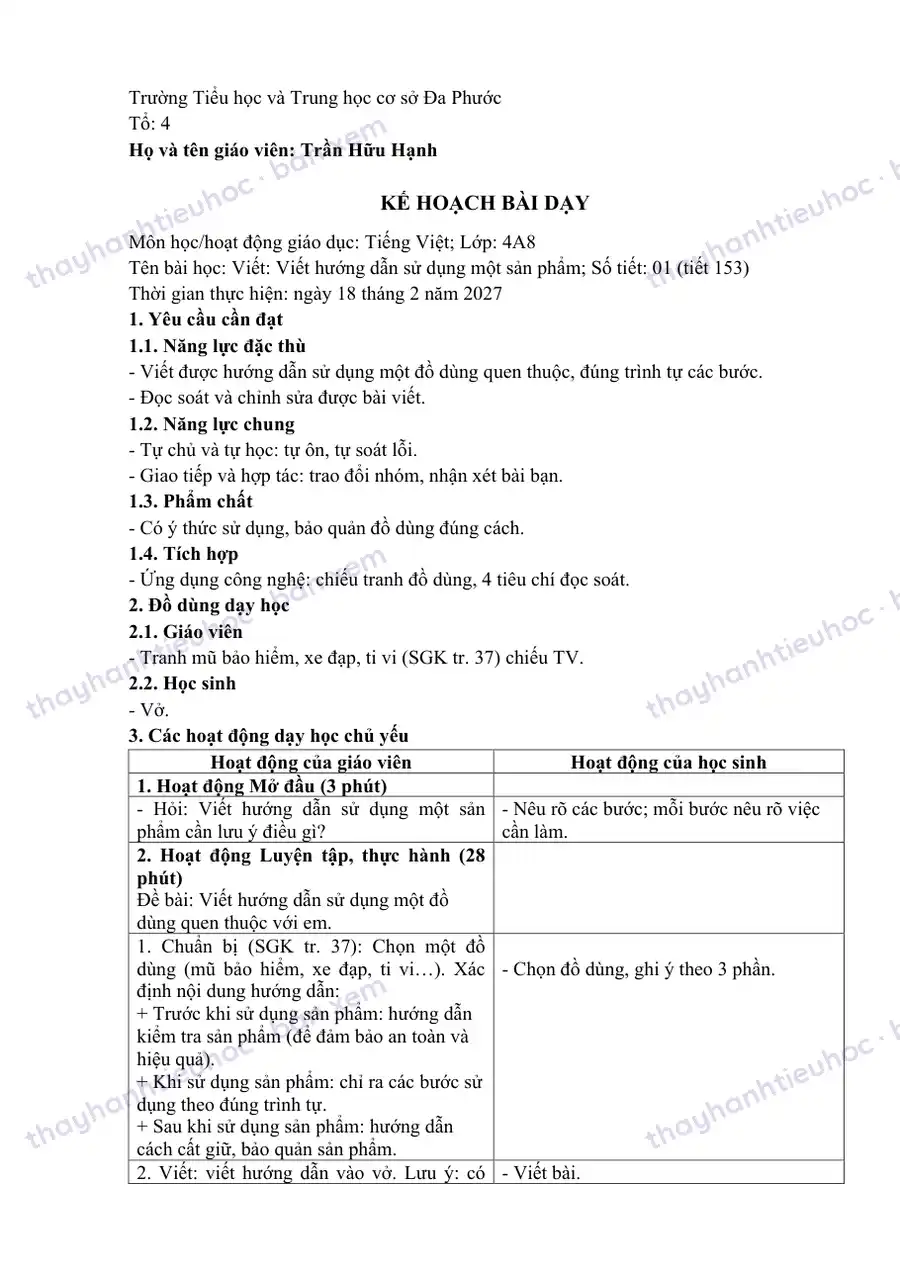 Trường Tiểu học và Trung học cơ sở Đa Phước
Tổ: 4
Họ và tên giáo viên: Trần Hữu Hạnh
KẾ HOẠCH BÀI DẠY
Môn học/hoạt động giáo dục: Tiếng Việt; Lớp: 4A8
Tên bài học: Viết: Viết hướng dẫn sử dụng một sản phẩm; Số tiết: 01 (tiết 153)
Thời gian thực hiện: ngày 18 tháng 2 năm 2027
1. Yêu cầu cần đạt
1.1. Năng lực đặc thù
- Viết được hướng dẫn sử dụng một đồ dùng quen thuộc, đúng trình tự các bước.
- Đọc soát và chỉnh sửa được bài viết.
1.2. Năng lực chung
- Tự chủ và tự học: tự ôn, tự soát lỗi.
- Giao tiếp và hợp tác: trao đổi nhóm, nhận xét bài bạn.
1.3. Phẩm chất
- Có ý thức sử dụng, bảo quản đồ dùng đúng cách.
1.4. Tích hợp
- Ứng dụng công nghệ: chiếu tranh đồ dùng, 4 tiêu chí đọc soát.
2. Đồ dùng dạy học
2.1. Giáo viên
- Tranh mũ bảo hiểm, xe đạp, ti vi (SGK tr. 37) chiếu TV.
2.2. Học sinh
- Vở.
3. Các hoạt động dạy học chủ yếu
Hoạt động của giáo viên
Hoạt động của học sinh
1. Hoạt động Mở đầu (3 phút)
- Hỏi: Viết hướng dẫn sử dụng một sản
phẩm cần lưu ý điều gì?
- Nêu rõ các bước; mỗi bước nêu rõ việc
cần làm.
2. Hoạt động Luyện tập, thực hành (28
phút)
Đề bài: Viết hướng dẫn sử dụng một đồ
dùng quen thuộc với em.
1. Chuẩn bị (SGK tr. 37): Chọn một đồ
dùng (mũ bảo hiểm, xe đạp, ti vi…). Xác
định nội dung hướng dẫn:
+ Trước khi sử dụng sản phẩm: hướng dẫn
kiểm tra sản phẩm (để đảm bảo an toàn và
hiệu quả).
+ Khi sử dụng sản phẩm: chỉ ra các bước sử
dụng theo đúng trình tự.
+ Sau khi sử dụng sản phẩm: hướng dẫn
cách cất giữ, bảo quản sản phẩm.
- Chọn đồ dùng, ghi ý theo 3 phần.
2. Viết: viết hướng dẫn vào vở. Lưu ý: có
- Viết bài.
thayhanhtieuhoc · bản xem
thayhanhtieuhoc · b
thayhanhtieuhoc · bản xem
thayhanhtieuhoc · b
thayhanhtieuhoc · bản xem
thayhanhtieuhoc · b